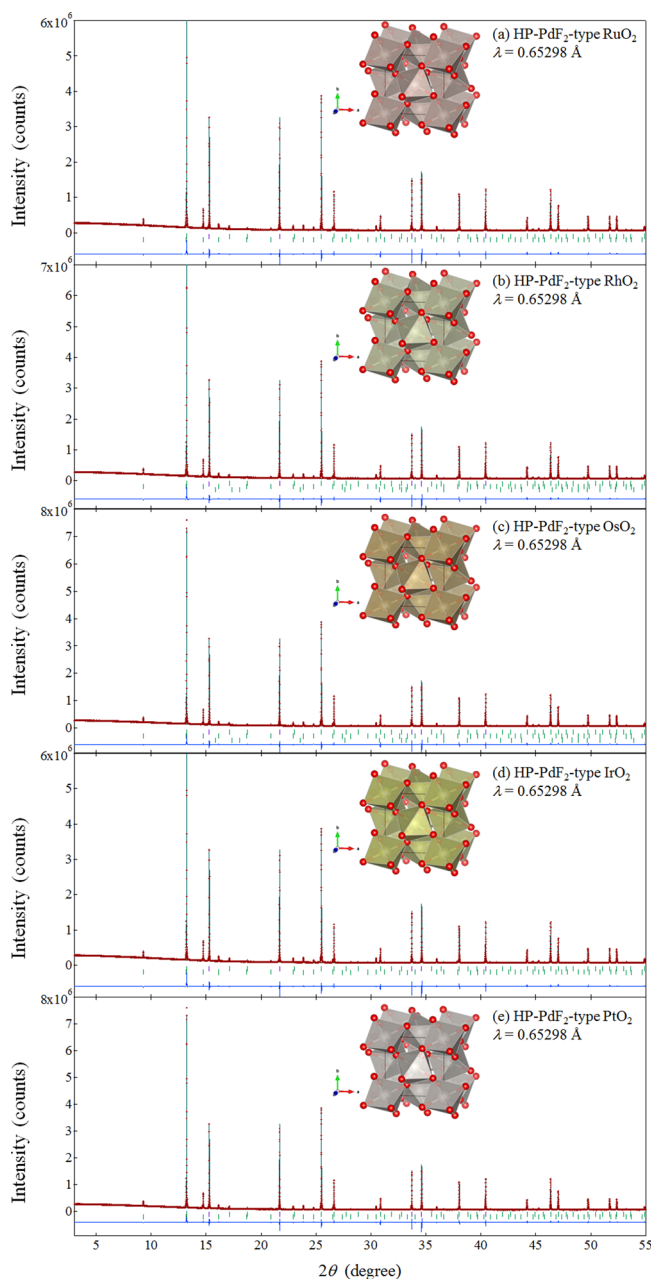 6x10⁶
(a) HP-PdF₂-type RuO₂
λ = 0.65298 Å
5
4
3
2
1
0
Intensity (counts)
b
a
7x10⁶
(b) HP-PdF₂-type RhO₂
λ = 0.65298 Å
6
5
4
3
2
1
0
Intensity (counts)
b
a
6
8x10
(c) HP-PdF₂-type OsO₂
λ = 0.65298 Å
7
6
5
4
3
2
1
0
Intensity (counts)
b
a
6x10⁶
(d) HP-PdF₂-type IrO₂
λ = 0.65298 Å
5
4
3
2
1
0
Intensity (counts)
b
a
8x10⁶
(e) HP-PdF₂-type PtO₂
λ = 0.65298 Å
7
6
5
4
3
2
1
0
Intensity (counts)
b
a
5 10 15 20 25 30 35 40 45 50 55
2θ (degree)